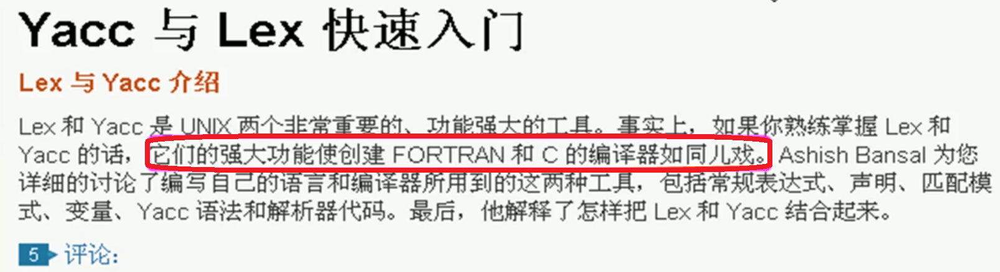 Yacc 与 Lex 快速入门
Lex 与 Yacc 介绍
Lex 和 Yacc 是 UNIX 两个非常重要的、功能强大的工具。事实上，如果你熟练掌握 Lex 和
Yacc 的话，它们的强大功能使创建 FORTRAN 和 C 的编译器如同儿戏。Ashish Bansal 为您
详细的讨论了编写自己的语言和编译器所用到的这两种工具，包括常规表达式、声明、匹配模
式、变量、Yacc 语法和解析器代码。最后，他解释了怎样把 Lex 和 Yacc 结合起来。
5 评论：